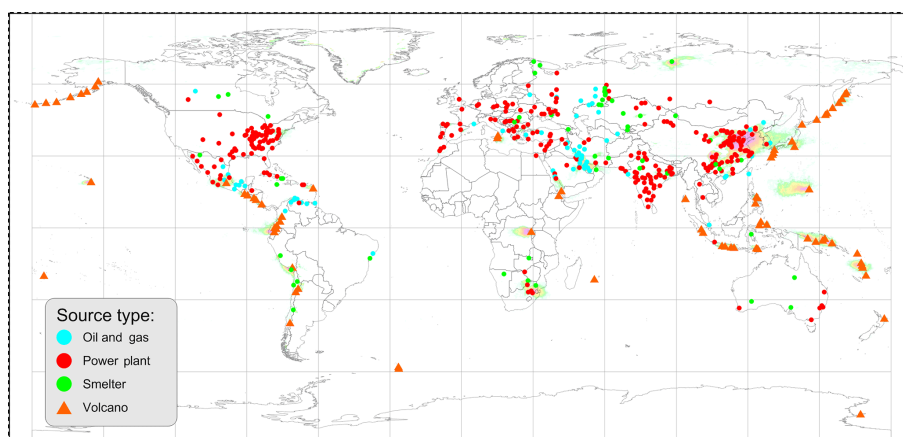 Source type:
Oil and gas
Power plant
Smelter
Volcano